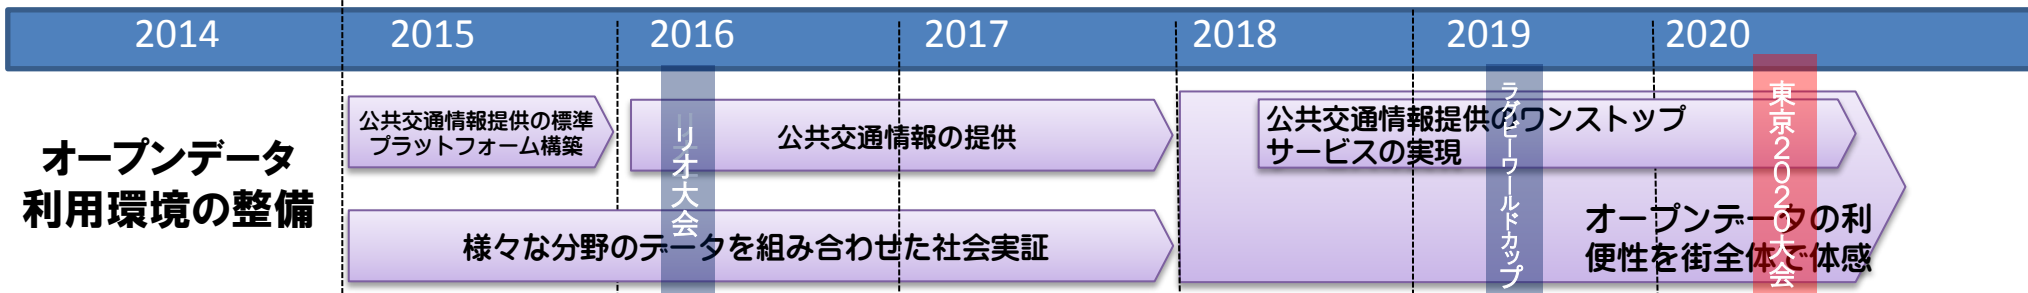 2014 2015 2016 2017 2018 2019 2020
オープンデータ
利用環境の整備
公共交通情報提供の標準
プラットフォーム構築
公共交通情報の提供
公共交通情報提供のワンストップ
サービスの実現
様々な分野のデータを組み合わせた社会実証
オープンデータの利
便性を街全体で体感
リオ大会
ラグビーワールドカップ
東京2020大会